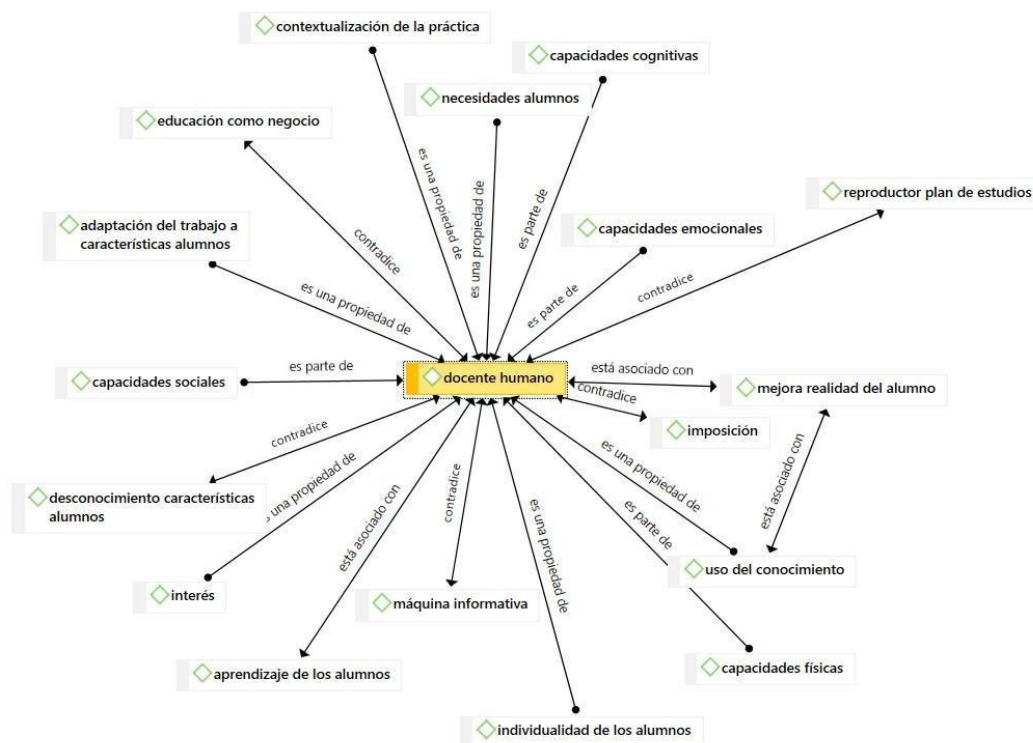 contextualización de la práctica
capacidades cognitivas
necesidades alumnos
educación como negocio
es una propiedad de
es una propiedad de
es parte de
reproductor plan de estudios
adaptación del trabajo a
características alumnos
contradice
capacidades emocionales
contradice
es una propiedad de
es parte de
capacidades sociales
es parte de
docente humano
está asociado con
mejora realidad del alumno
contradice
imposición
contradice
desconocimiento características
alumnos
una propiedad de
está asociado con
contradice
es una propiedad de
es una propiedad de
es parte de
está asociado con
uso del conocimiento
interés
máquina informativa
aprendizaje de los alumnos
capacidades físicas
individualidad de los alumnos